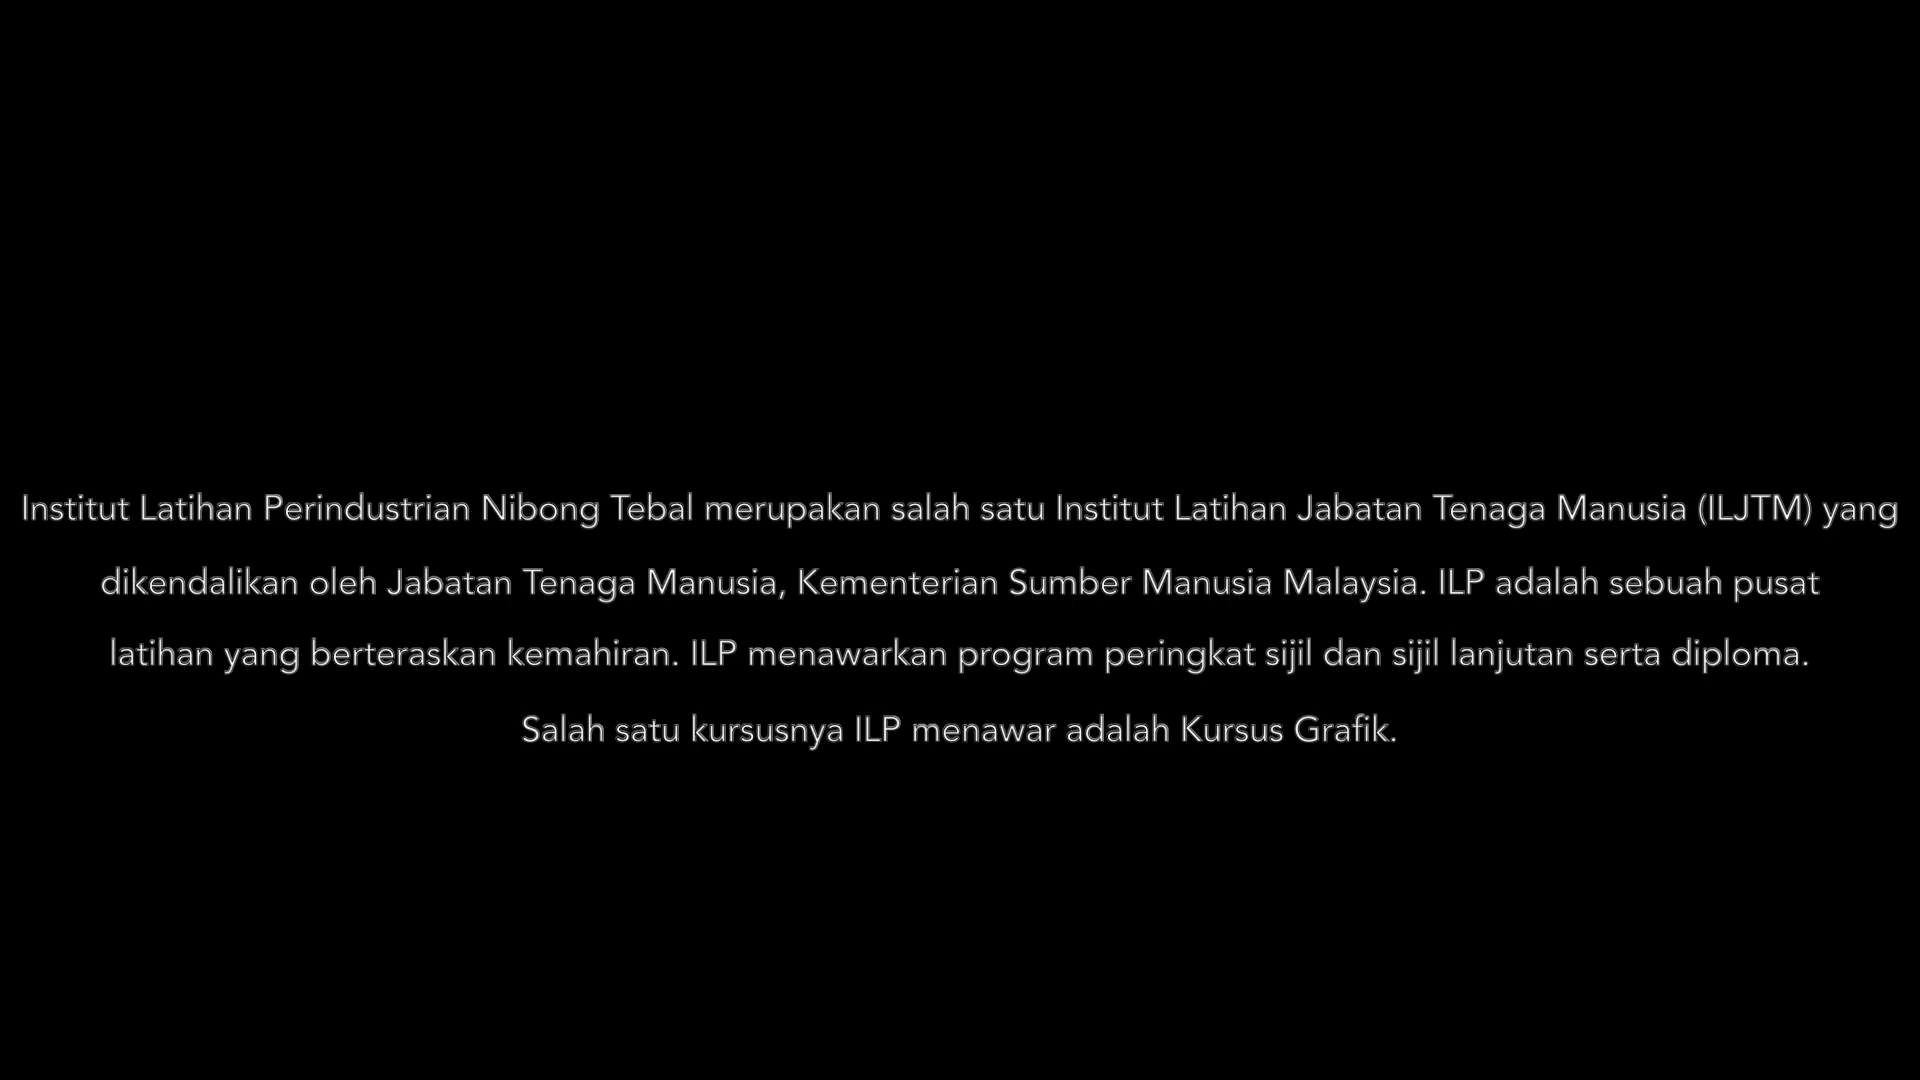 Institut Latihan Perindustrian Nibong Tebal merupakan salah satu Institut Latihan Jabatan Tenaga Manusia (ILJTM) yang
dikendalikan oleh Jabatan Tenaga Manusia, Kementerian Sumber Manusia Malaysia. ILP adalah sebuah pusat
latihan yang berteraskan kemahiran. ILP menawarkan program peringkat sijil dan sijil lanjutan serta diploma.
Salah satu kursusnya ILP menawar adalah Kursus Grafik.